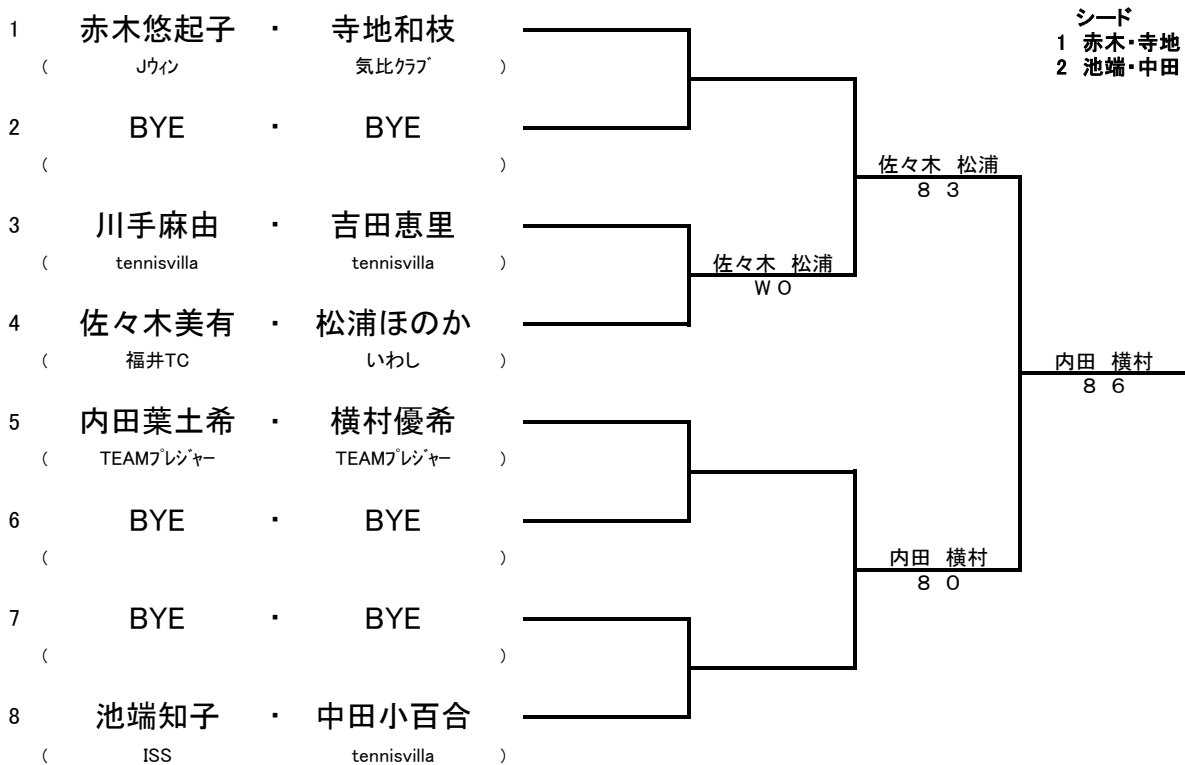 シード
1 赤木・寺地
2 池端・中田
1 赤木悠起子 ・ 寺地和枝
( Jウィン 気比クラブ )
2 BYE ・ BYE
( )
佐々木 松浦
8 3
3 川手麻由 ・ 吉田恵里
( tennisvilla tennisvilla )
佐々木 松浦
W O
4 佐々木美有 ・ 松浦ほのか
( 福井TC いわし )
内田 横村
8 6
5 内田葉土希 ・ 横村優希
( TEAMプレジャー TEAMプレジャー )
6 BYE ・ BYE
( )
内田 横村
8 0
7 BYE ・ BYE
( )
8 池端知子 ・ 中田小百合
( ISS tennisvilla )